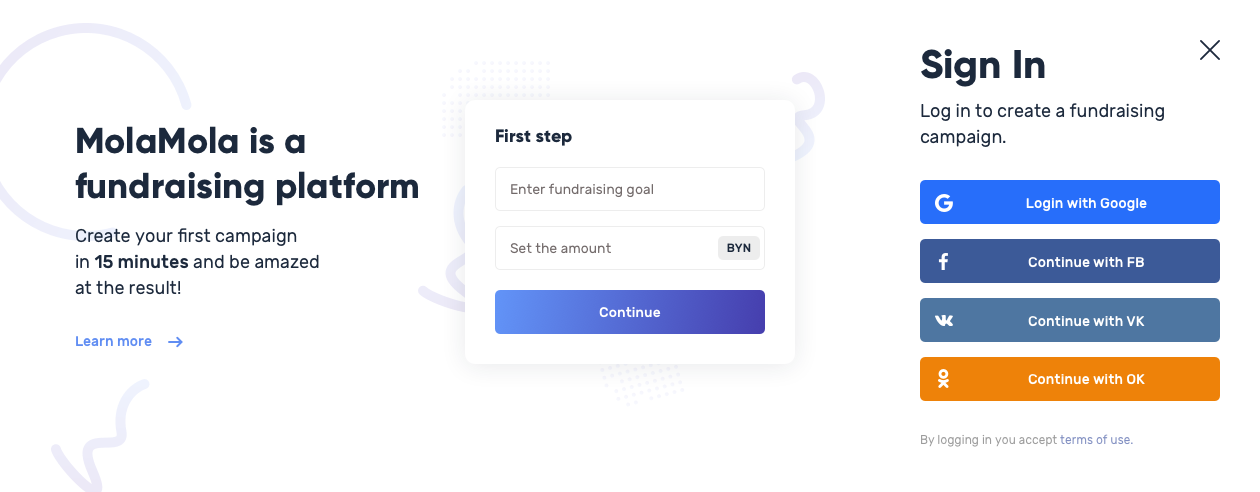 MolaMola is a
fundraising platform
Create your first campaign
in 15 minutes and be amazed
at the result!
Learn more
First step
Enter fundraising goal
Set the amount
BYN
Continue
Sign In
Log in to create a fundraising
campaign.
Login with Google
Continue with FB
Continue with VK
Continue with OK
By logging in you accept terms of use.